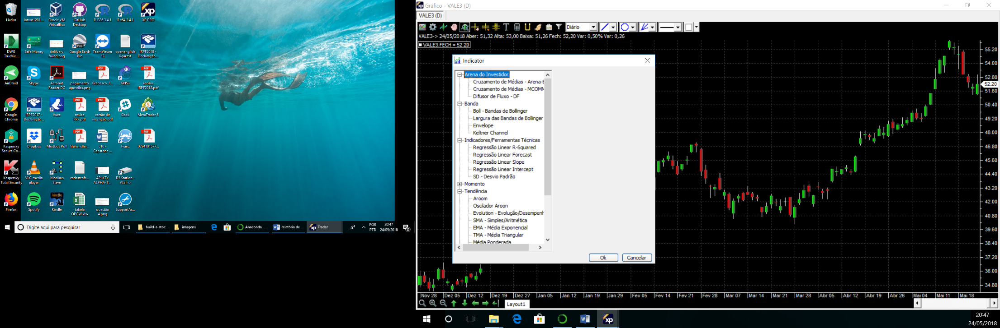 Lixeira
latam1201....
Oracle VM
VirtualBox
GitHub
Desktop
R i386 3.4.1
R x64 3.4.1
XP PRO
DWG
TrueVie...
Safe Money
delilvery
failed.png
Google Earth
Pro
TeamViewer
13
openenglish
ligar.txt
IRPF2018 -
Declaração...
AirDroid
Skype
Acrobat
Reader DC
pagamento
apostilas.png
Bradesco_1...
GNS3
recibo
IRPF2018.pdf
Google
Chrome
IRPF2017 -
Declaração...
Vuze
multa
PRF.pdf
cartão de
inscrição.pdf
Slack
MetaTrader 5
Kaspersky
Secure Co...
Dropbox
Modbus Poll
filehandler...
010 -
Capstone ...
Franz
0794101577...
Kaspersky
Total Security
VLC media
player
Modbus
Slave
cadastrofr...
API KEY
ALPHA-T...
D3 Station -
Atalho
Firefox
Spotify
kindle
Kindle
tabela
OPGW.xlsx
questão
4.png
SupportAs...
Digite aqui para pesquisar
build-a-stoc...
imagens
Anaconda ...
relatório de ...
xp Trader
POR
PTB
20:47
24/05/2018
2
Gráfico - VALE3 (D)
VALE3 (D)
Diário
VALE3-> 24/05/2018 Aber: 51,32 Alta: 53,00 Baixa: 51,26 Fech: 52,20 Var: 0,50% Var: 0,26
VALE3.FECH = 52.20
Indicator
Arena do Investidor
Cruzamento de Médias - Arena-E
Cruzamento de Médias - MCOMM
Difusor de Fluxo - DF
Banda
Boll - Bandas de Bollinger
Largura das Bandas de Bollinger
Envelope
Keltner Channel
Indicadores/Ferramentas Técnicas
Regressão Linear R-Squared
Regressão Linear Forecast
Regressão Linear Slope
Regressão Linear Intercept
SD - Desvio Padrão
Momento
Tendência
Aroom
Oscilador Aroon
Evolution - Evolução/Desempenh
SMA - Simples/Aritmética
EMA - Média Exponencial
TMA - Média Triangular
Média Ponderada
Ok
Cancelar
55.20
54.00
52.80
52.20
51.60
50.40
49.20
48.00
46.80
45.60
44.40
43.20
42.00
40.80
39.60
38.40
37.20
36.00
34.80
Nov 28 Dez 05 Dez 12 Dez 19 Dez 27 Jan 05 Jan 12 Jan 19 Jan 29 Fev 05 Fev 14 Fev 21 Fev 28 Mar 07 Mar 14 Mar 21 Mar 28 Abr 05 Abr 12 Abr 19 Abr 26 Mai 04 Mai 11 Mai 18
Layout1
xp
20:47
24/05/2018